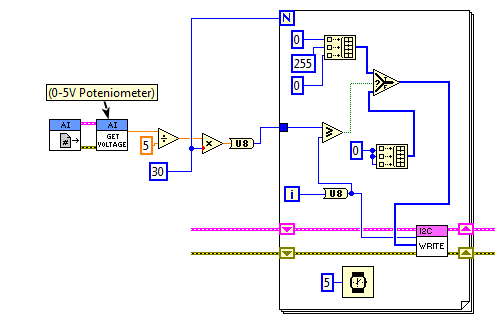 N
0
255
0
T
?
F
(0-5V Poteniometer)
AI
#
AI
GET
VOLTAGE
÷
5
×
U8
30
≥
0
i
U8
I2C
WRITE
5